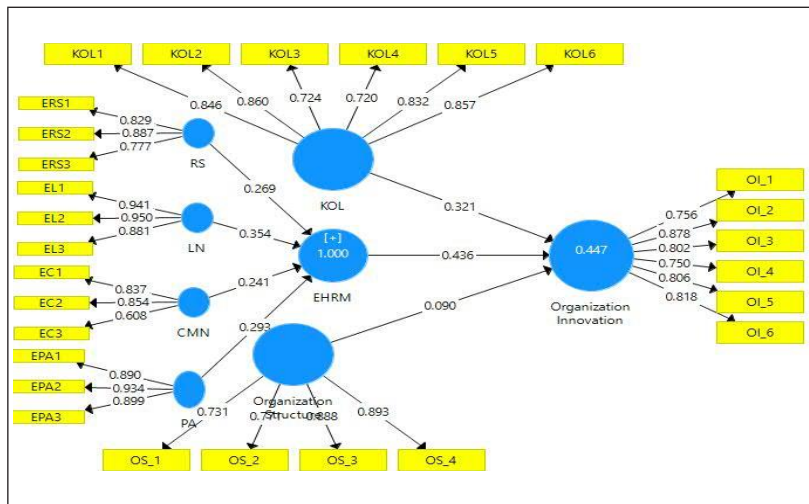 KOL1 KOL2 KOL3 KOL4 KOL5 KOL6
0.846 0.860 0.724 0.720 0.832 0.857
KOL
ERS1
ERS2
ERS3
0.829
0.887
0.777
RS
0.269
EL1
EL2
EL3
0.941
0.950
0.881
LN
0.354
EC1
EC2
EC3
0.837
0.854
0.608
CMN
0.241
EPA1
EPA2
EPA3
0.890
0.934
0.899
PA
0.293
[+]
1.000
EHRM
0.321
0.436
0.090
0.447
Organization
Innovation
0.756
0.878
0.802
0.750
0.806
0.818
OI_1
OI_2
OI_3
OI_4
OI_5
OI_6
Organization
Structure
0.731 0.888 0.893
OS_1 OS_2 OS_3 OS_4